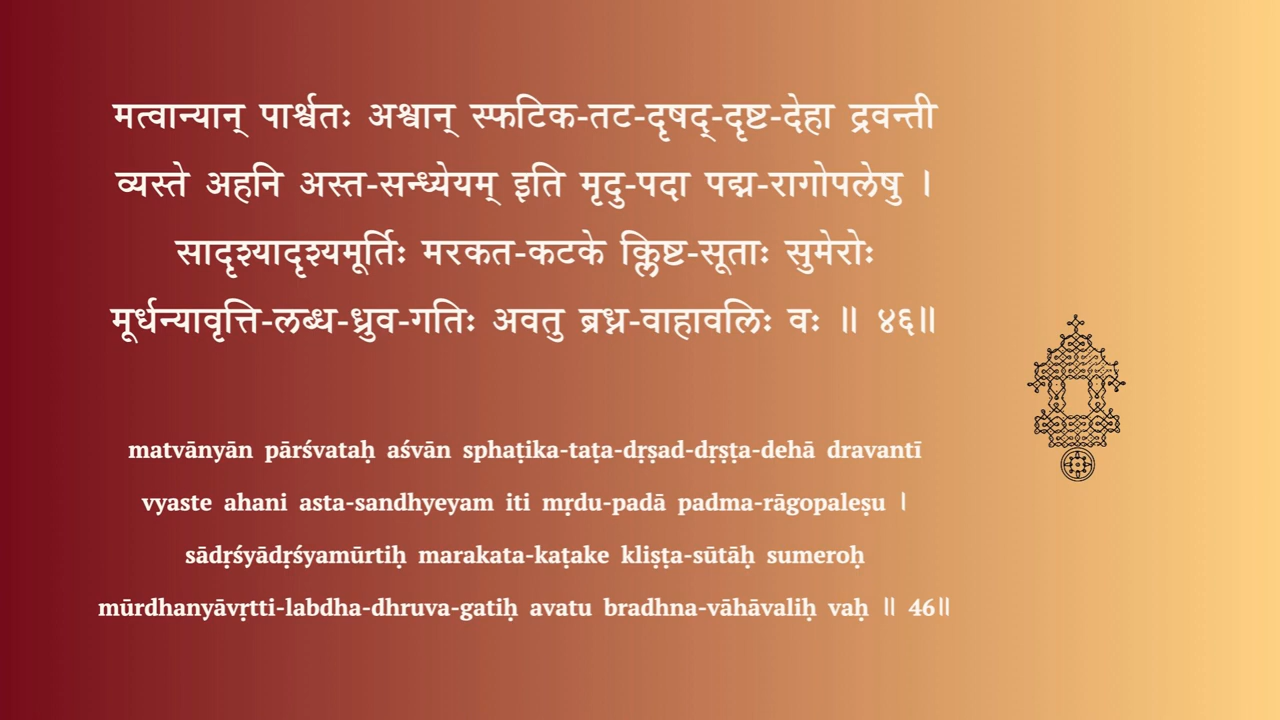 मत्वान्यान् पार्श्वतः अश्वान् स्फटिक-तट-दृषद्-दृष्ट-देहा द्रवन्ती
व्यस्ते अहनि अस्त-सन्ध्येयम् इति मृदु-पदा पद्म-रागोपलेषु ।
सादृश्यादृश्यमूर्तिः मरकत-कटके क्लिष्ट-सूताः सुमेरोः
मूर्धन्यावृत्ति-लब्ध-ध्रुव-गतिः अवतु ब्रध्न-वाहावलिः वः ॥ ४६॥
matvānyān pārśvataḥ aśvān sphaṭika-taṭa-dṛṣad-dṛṣṭa-dehā dravantī
vyaste ahani asta-sandhyeyam iti mṛdu-padā padma-rāgopaleṣu ।
sādṛśyādṛśyamūrtiḥ marakata-kaṭake kliṣṭa-sūtāḥ sumeroḥ
mūrdhanyāvṛtti-labdha-dhruva-gatiḥ avatu bradhna-vāhāvaliḥ vaḥ ॥ 46॥